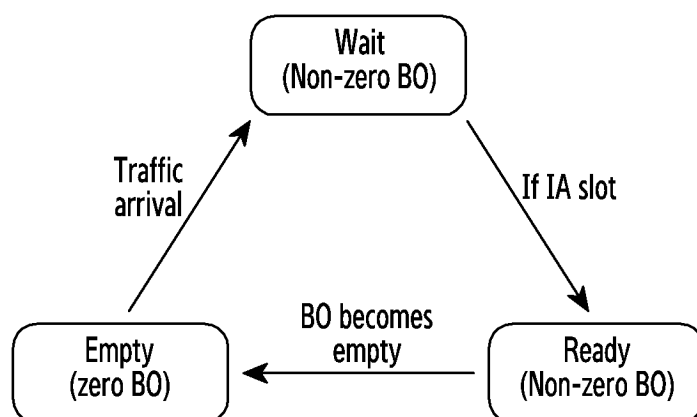 Wait
(Non-zero BO)
Traffic
arrival
If IA slot
BO becomes
empty
Empty
(zero BO)
Ready
(Non-zero BO)